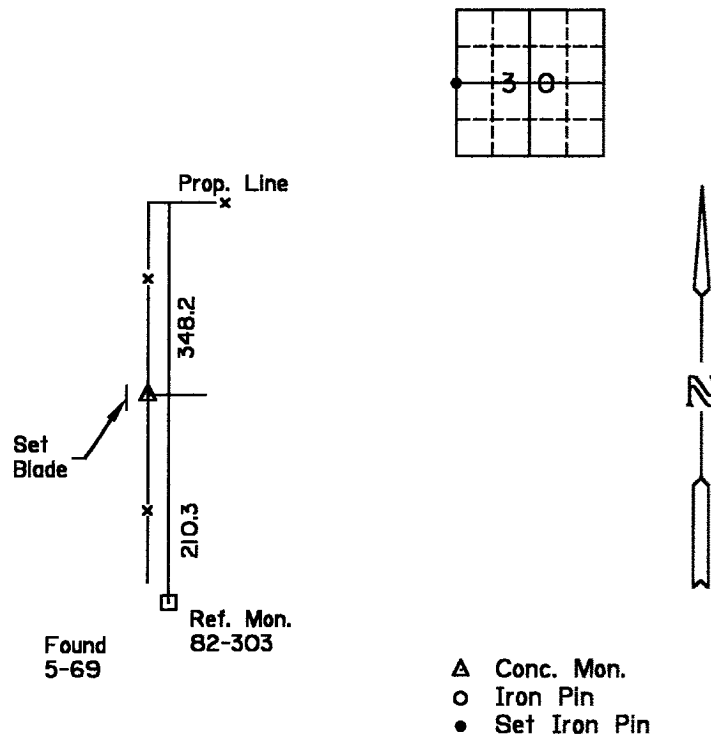 3 0
Prop. Line
348.2
Set
Blade
210.3
Ref. Mon.
82-303
Found
5-69
N
Conc. Mon.
Iron Pin
Set Iron Pin